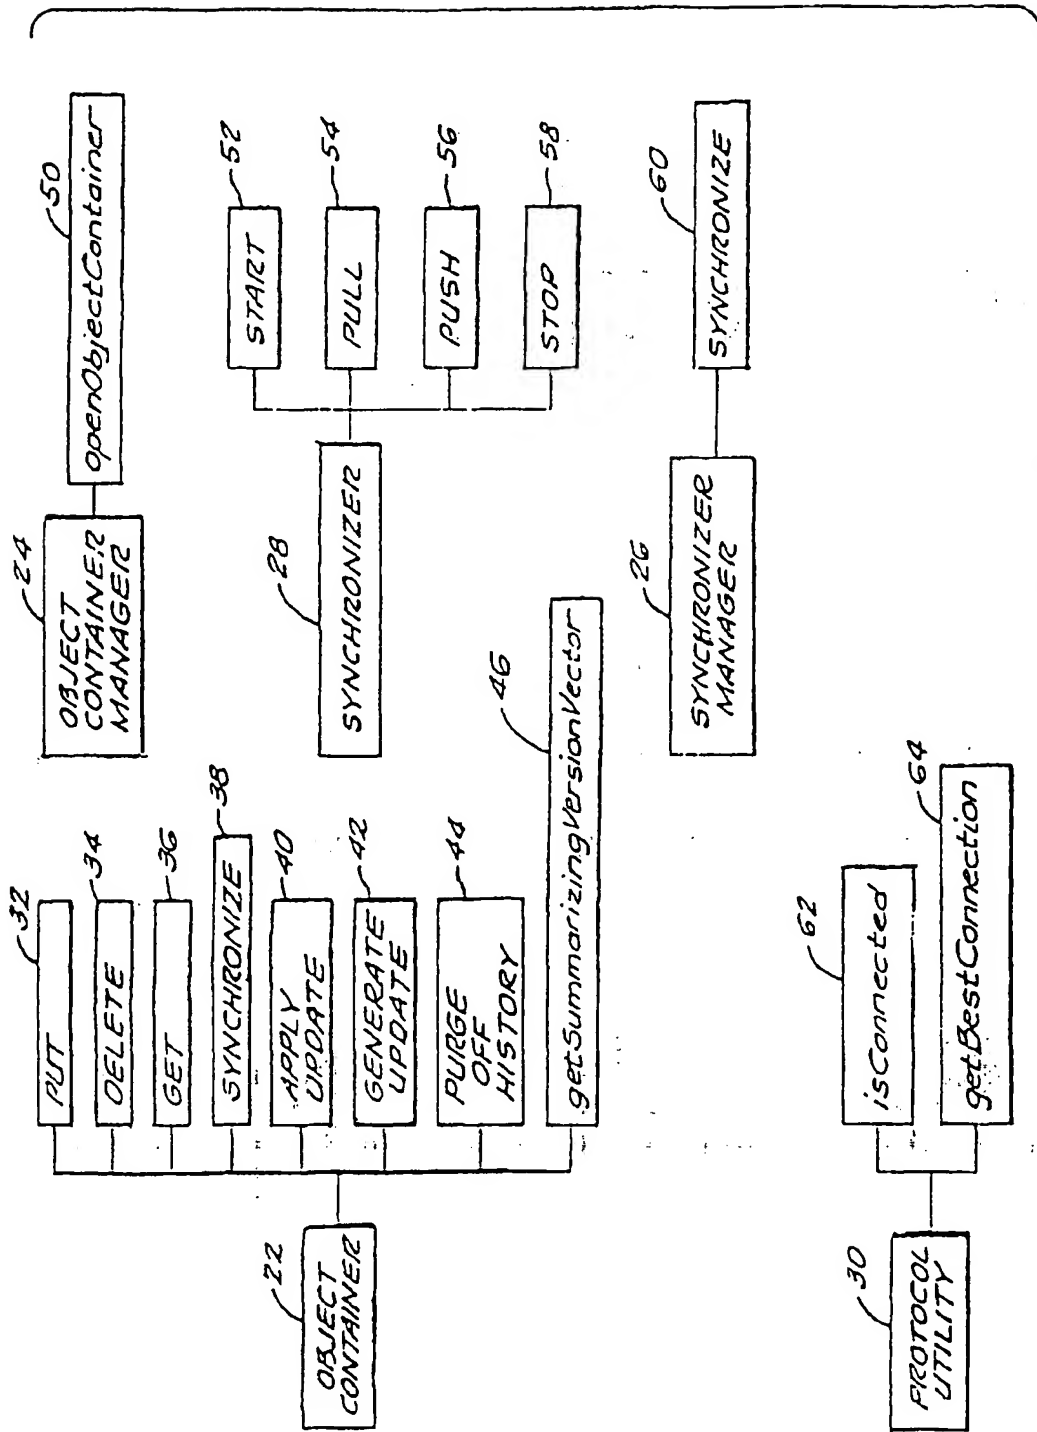 22
OBJECT
CONTAINER
32
PUT
34
DELETE
36
GET
38
SYNCHRONIZE
40
APPLY
UPDATE
42
GENERATE
UPDATE
44
PURGE
OFF
HISTORY
46
getSummarizingVersionVector
24
OBJECT
CONTAINER
MANAGER
50
openObjectContainer
28
SYNCHRONIZER
52
START
54
PULL
56
PUSH
58
STOP
26
SYNCHRONIZER
MANAGER
60
SYNCHRONIZE
30
PROTOCOL
UTILITY
62
isConnected
64
getBestConnection